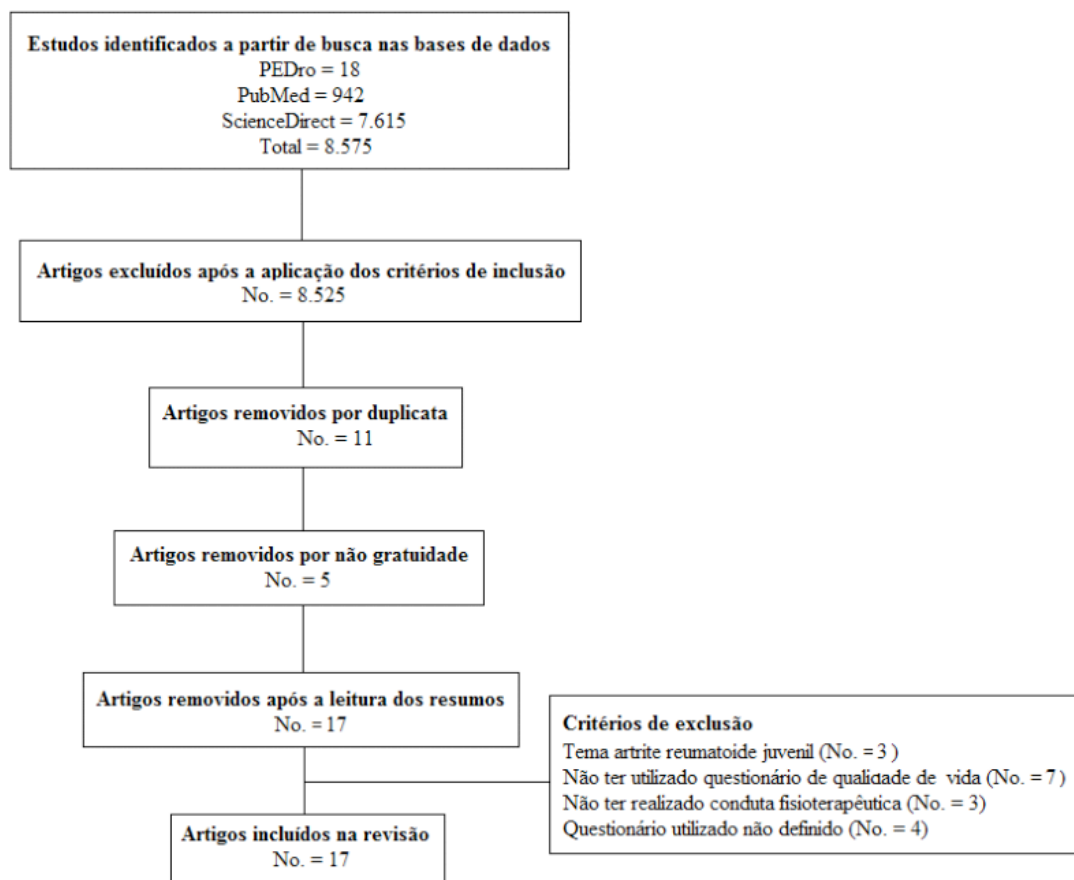 Estudos identificados a partir de busca nas bases de dados
PEDro = 18
PubMed = 942
ScienceDirect = 7.615
Total = 8.575
Artigos excluídos após a aplicação dos critérios de inclusão
No. = 8.525
Artigos removidos por duplicata
No. = 11
Artigos removidos por não gratuidade
No. = 5
Artigos removidos após a leitura dos resumos
No. = 17
Critérios de exclusão
Tema artrite reumatoide juvenil (No. = 3 )
Não ter utilizado questionário de qualidade de vida (No. = 7 )
Não ter realizado conduta fisioterapêutica (No. = 3)
Questionário utilizado não definido (No. = 4)
Artigos incluídos na revisão
No. = 17